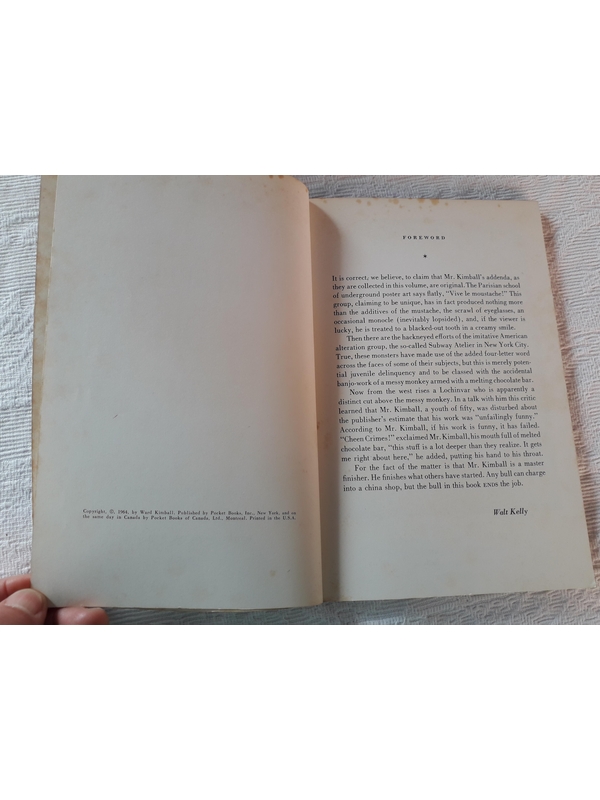 Copyright, ©, 1964, by Ward Kimball. Published by Pocket Books, Inc., New York, and on
the same day in Canada by Pocket Books of Canada, Ltd., Montreal. Printed in the U.S.A.
FOREWORD
★
It is correct, we believe, to claim that Mr. Kimball's addenda, as
they are collected in this volume, are original. The Parisian school
of underground poster art says flatly, "Vive le moustache!" This
group, claiming to be unique, has in fact produced nothing more
than the additives of the mustache, the scrawl of eyeglasses, an
occasional monocle (inevitably lopsided), and, if the viewer is
lucky, he is treated to a blacked-out tooth in a creamy smile.
Then there are the hackneyed efforts of the imitative American
alteration group, the so-called Subway Atelier in New York City.
True, these monsters have made use of the added four-letter word
across the faces of some of their subjects, but this is merely poten-
tial juvenile delinquency and to be classed with the accidental
banjo-work of a messy monkey armed with a melting chocolate bar.
Now from the west rises a Lochinvar who is apparently a
distinct cut above the messy monkey. In a talk with him this critic
learned that Mr. Kimball, a youth of fifty, was disturbed about
the publisher's estimate that his work was "unfailingly funny."
According to Mr. Kimball, if his work is funny, it has failed.
"Cheen Crimes!" exclaimed Mr. Kimball, his mouth full of melted
chocolate bar, "this stuff is a lot deeper than they realize. It gets
me right about here," he added, putting his hand to his throat.
For the fact of the matter is that Mr. Kimball is a master
finisher. He finishes what others have started. Any bull can charge
into a china shop, but the bull in this book ENDS the job.
Walt Kelly